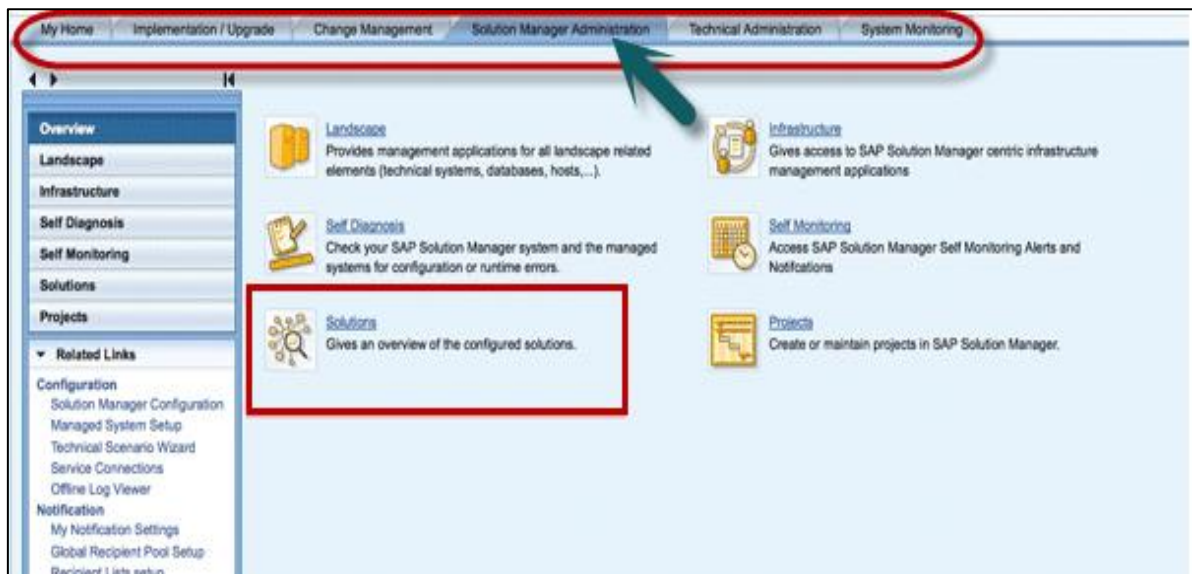 My Home Implementation / Upgrade Change Management Solution Manager Administration Technical Administration System Monitoring
Overview
Landscape
Infrastructure
Self Diagnosis
Self Monitoring
Solutions
Projects
Related Links
Configuration
Solution Manager Configuration
Managed System Setup
Technical Scenario Wizard
Service Connections
Offline Log Viewer
Notification
My Notification Settings
Global Recipient Pool Setup
Recipient Lists setup
Landscape
Provides management applications for all landscape related
elements (technical systems, databases, hosts,...).
Infrastructure
Gives access to SAP Solution Manager centric infrastructure
management applications
Self Diagnosis
Check your SAP Solution Manager system and the managed
systems for configuration or runtime errors.
Self Monitoring
Access SAP Solution Manager Self Monitoring Alerts and
Notifcations
Solutions
Gives an overview of the configured solutions.
Projects
Create or maintain projects in SAP Solution Manager.